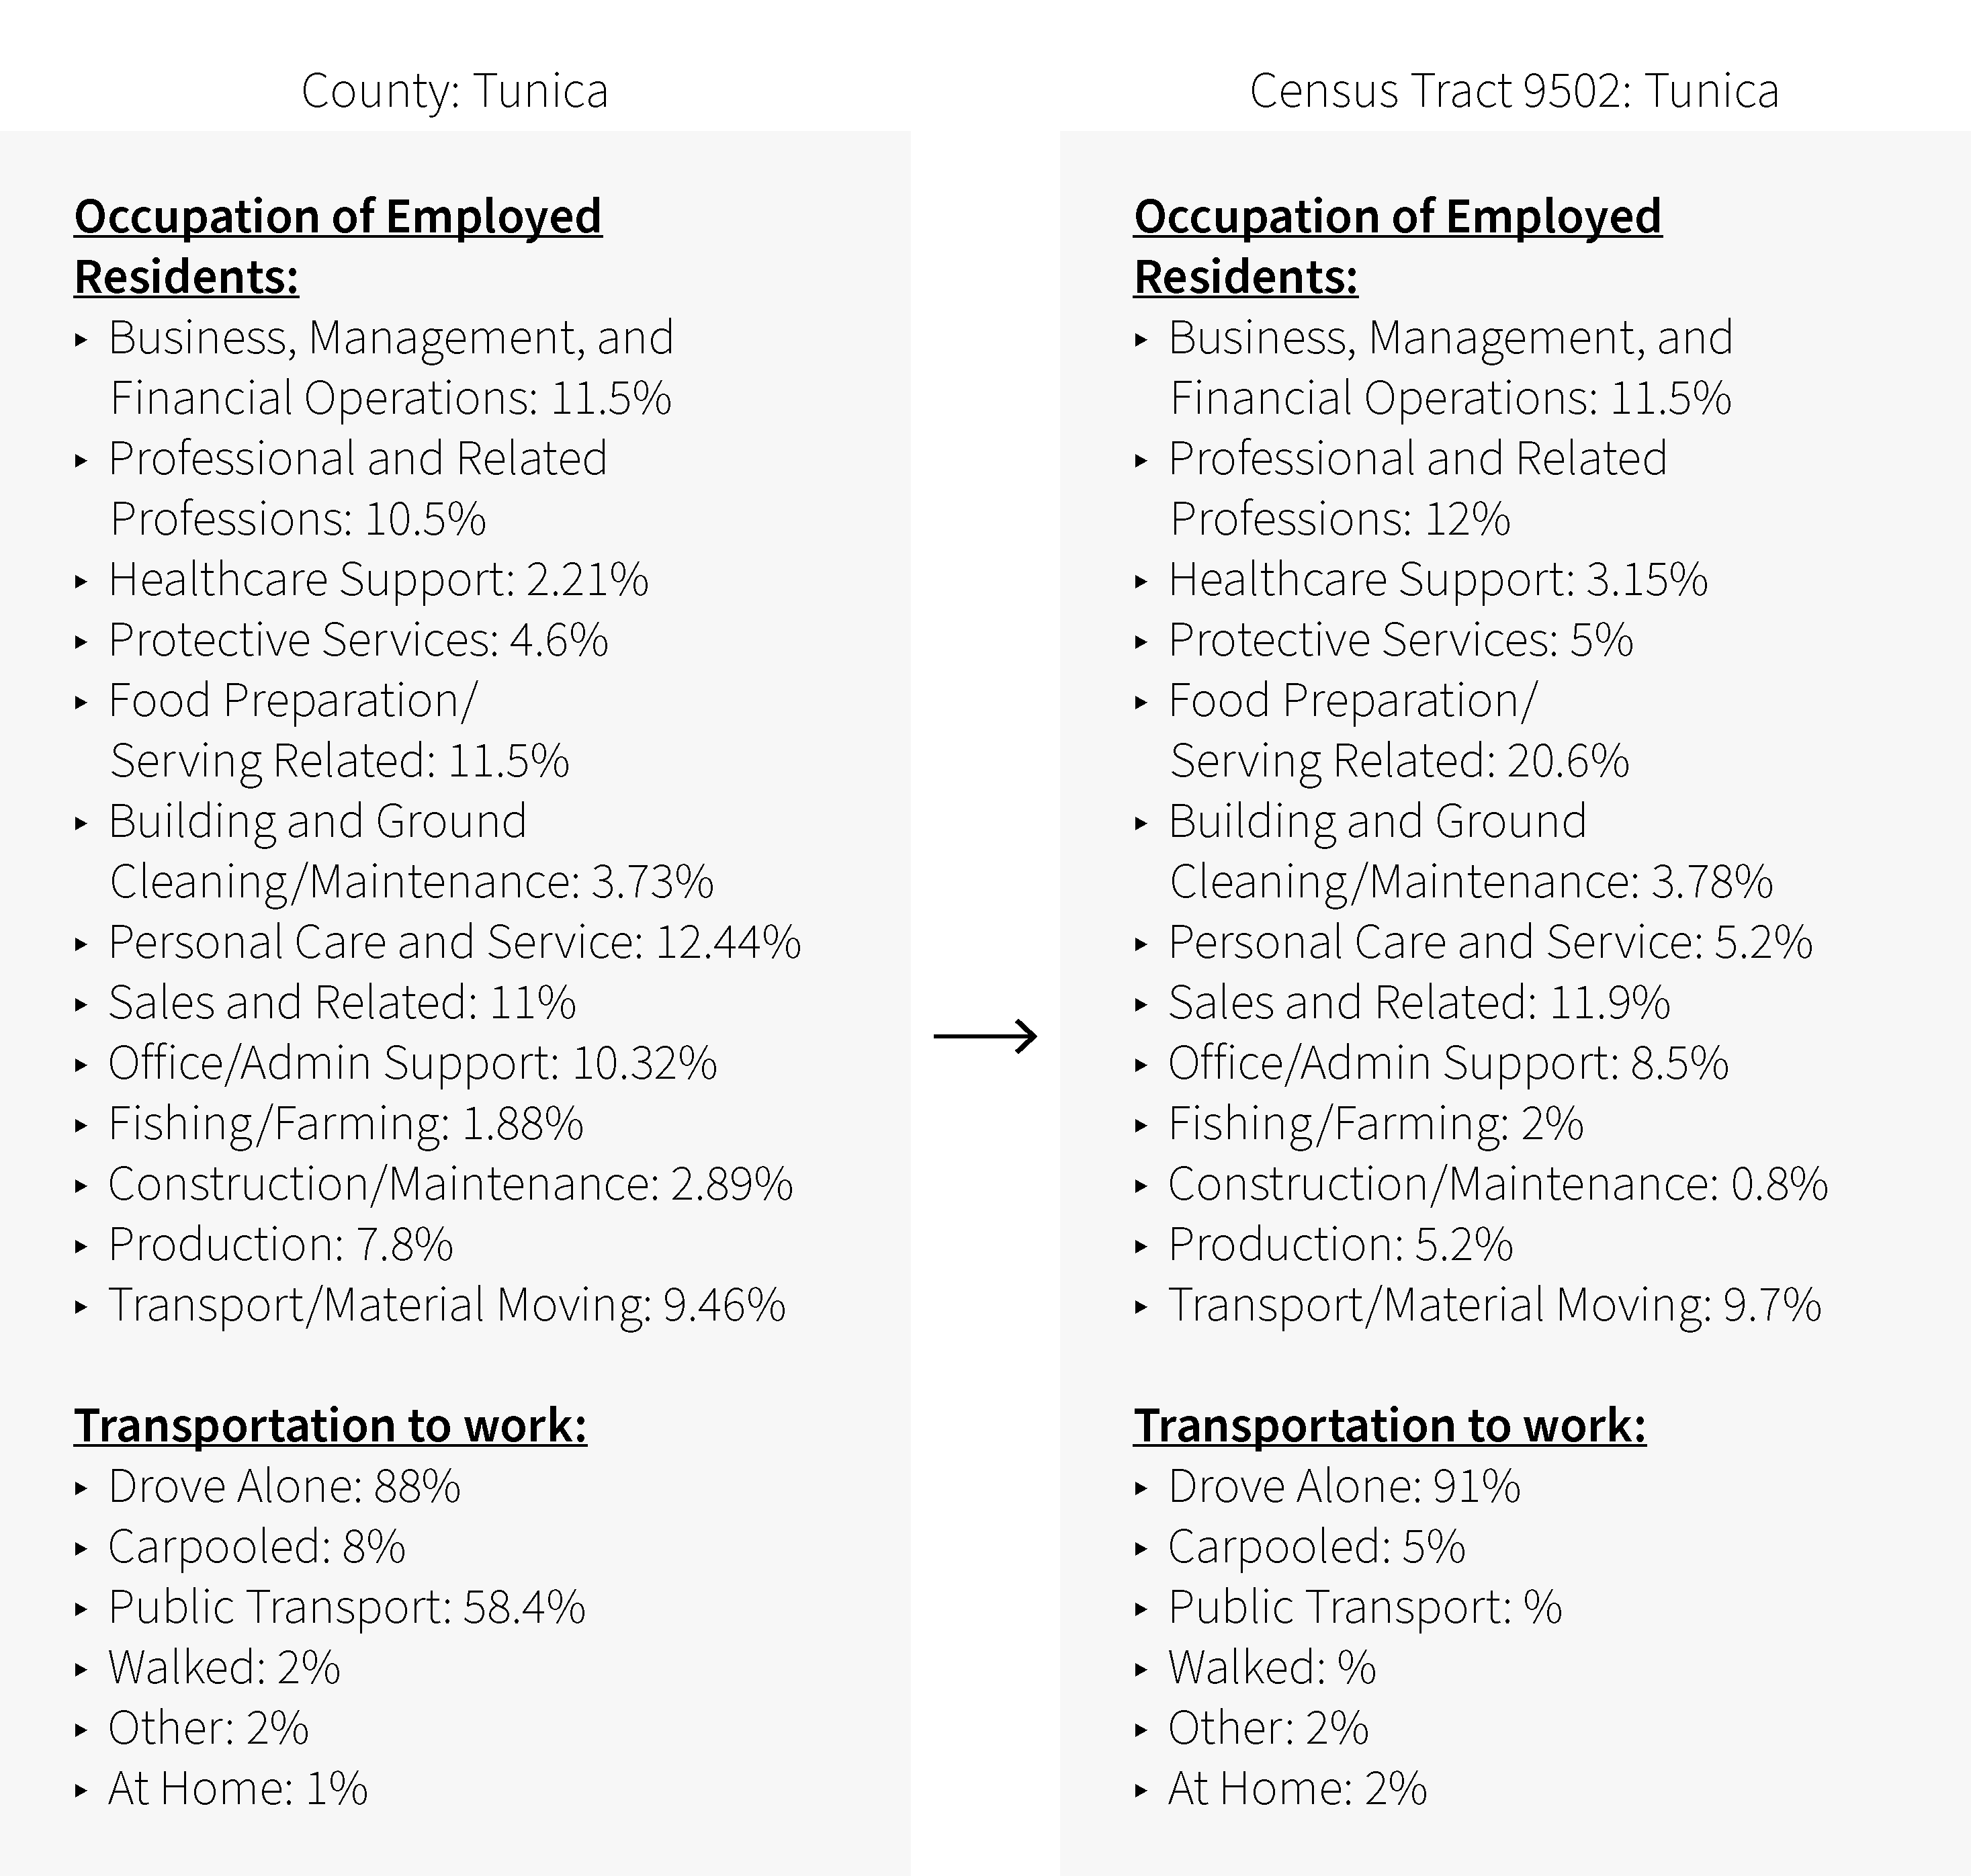 County: Tunica
Occupation of Employed
Residents:
‣ Business, Management, and
Financial Operations: 11.5%
‣ Professional and Related
Professions: 10.5%
‣ Healthcare Support: 2.21%
‣ Protective Services: 4.6%
‣ Food Preparation/
Serving Related: 11.5%
‣ Building and Ground
Cleaning/Maintenance: 3.73%
‣ Personal Care and Service: 12.44%
‣ Sales and Related: 11%
‣ Office/Admin Support: 10.32%
‣ Fishing/Farming: 1.88%
‣ Construction/Maintenance: 2.89%
‣ Production: 7.8%
‣ Transport/Material Moving: 9.46%
Transportation to work:
‣ Drove Alone: 88%
‣ Carpooled: 8%
‣ Public Transport: 58.4%
‣ Walked: 2%
‣ Other: 2%
‣ At Home: 1%
Census Tract 9502: Tunica
Occupation of Employed
Residents:
‣ Business, Management, and
Financial Operations: 11.5%
‣ Professional and Related
Professions: 12%
‣ Healthcare Support: 3.15%
‣ Protective Services: 5%
‣ Food Preparation/
Serving Related: 20.6%
‣ Building and Ground
Cleaning/Maintenance: 3.78%
‣ Personal Care and Service: 5.2%
‣ Sales and Related: 11.9%
‣ Office/Admin Support: 8.5%
‣ Fishing/Farming: 2%
‣ Construction/Maintenance: 0.8%
‣ Production: 5.2%
‣ Transport/Material Moving: 9.7%
Transportation to work:
‣ Drove Alone: 91%
‣ Carpooled: 5%
‣ Public Transport: %
‣ Walked: %
‣ Other: 2%
‣ At Home: 2%